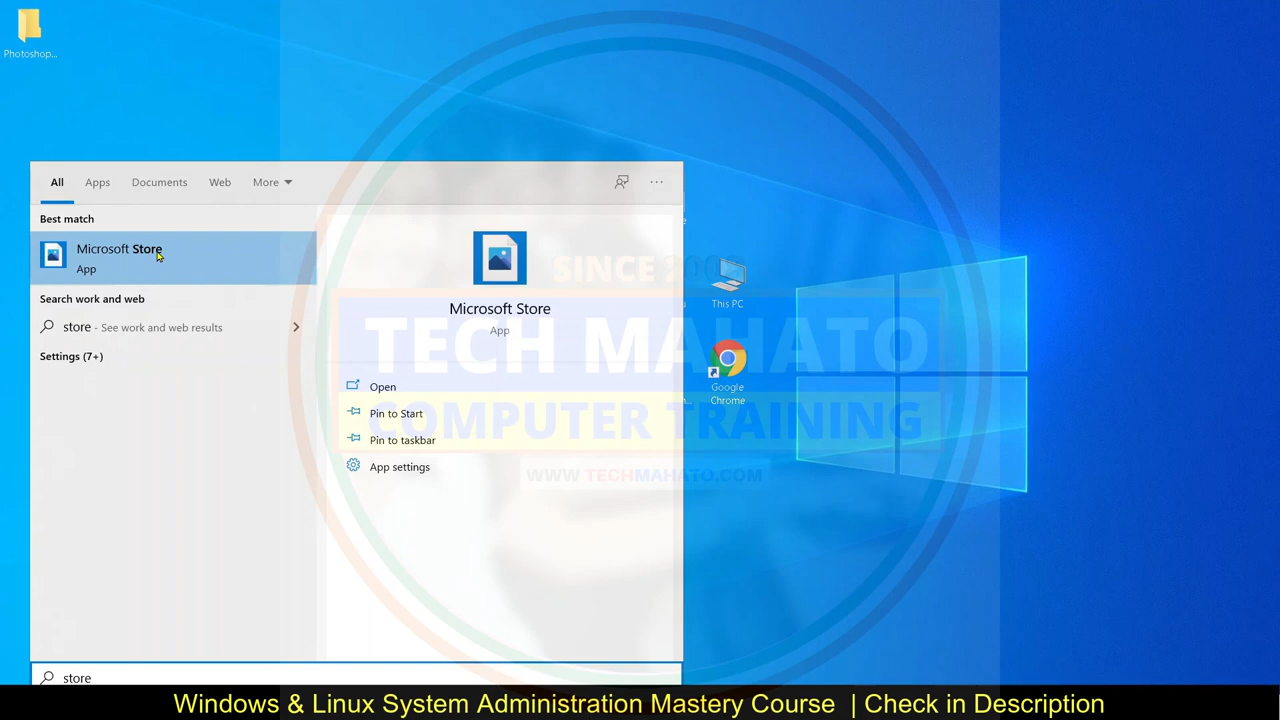 Photoshop...
All Apps Documents Web More
Best match
Microsoft Store
App
Search work and web
store - See work and web results
Settings (7+)
Microsoft Store
App
Open
Pin to Start
Pin to taskbar
App settings
SINCE
This PC
TECH MAHATO
Google
Chrome
COMPUTER TRAINING
WWW.TECHMAHATO.COM
store
Windows & Linux System Administration Mastery Course | Check in Description